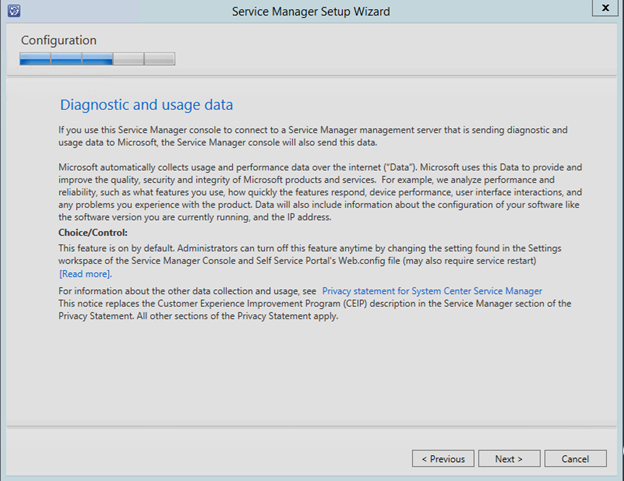 Service Manager Setup Wizard
x
Configuration
Diagnostic and usage data
If you use this Service Manager console to connect to a Service Manager management server that is sending diagnostic and
usage data to Microsoft, the Service Manager console will also send this data.
Microsoft automatically collects usage and performance data over the internet ("Data"). Microsoft uses this Data to provide and
improve the quality, security and integrity of Microsoft products and services.  For example, we analyze performance and
reliability, such as what features you use, how quickly the features respond, device performance, user interface interactions, and
any problems you experience with the product. Data will also include information about the configuration of your software like
the software version you are currently running, and the IP address.
Choice/Control:
This feature is on by default. Administrators can turn off this feature anytime by changing the setting found in the Settings
workspace of the Service Manager Console and Self Service Portal's Web.config file (may also require service restart)
[Read more].
For information about the other data collection and usage, see  Privacy statement for System Center Service Manager
This notice replaces the Customer Experience Improvement Program (CEIP) description in the Service Manager section of the
Privacy Statement. All other sections of the Privacy Statement apply.
< Previous Next > Cancel